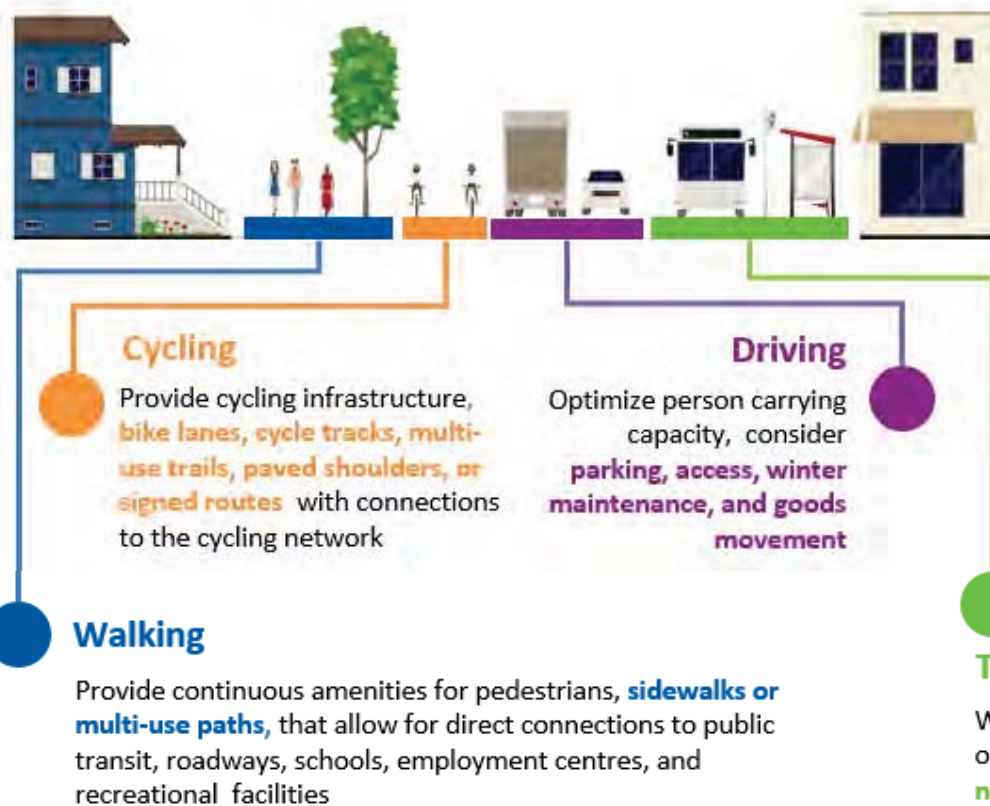 Cycling
Provide cycling infrastructure,
bike lanes, cycle tracks, multi-
use trails, paved shoulders, or
signed routes with connections
to the cycling network
Driving
Optimize person carrying
capacity, consider
parking, access, winter
maintenance, and goods
movement
Walking
Provide continuous amenities for pedestrians, sidewalks or
multi-use paths, that allow for direct connections to public
transit, roadways, schools, employment centres, and
recreational facilities